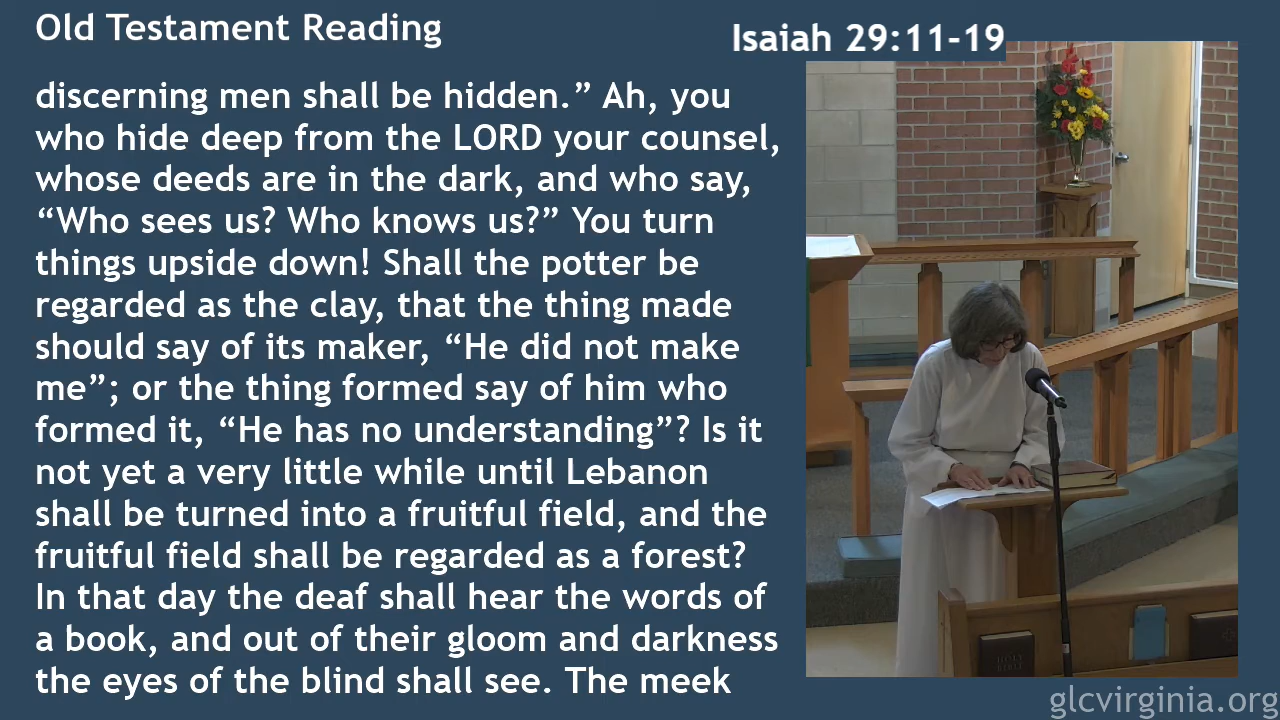 Old Testament Reading
Isaiah 29:11-19
discerning men shall be hidden.” Ah, you
who hide deep from the LORD your counsel,
whose deeds are in the dark, and who say,
“Who sees us? Who knows us?” You turn
things upside down! Shall the potter be
regarded as the clay, that the thing made
should say of its maker, “He did not make
me”; or the thing formed say of him who
formed it, “He has no understanding”? Is it
not yet a very little while until Lebanon
shall be turned into a fruitful field, and the
fruitful field shall be regarded as a forest?
In that day the deaf shall hear the words of
a book, and out of their gloom and darkness
the eyes of the blind shall see. The meek
HOLY
BIBLE
glcvirginia.org